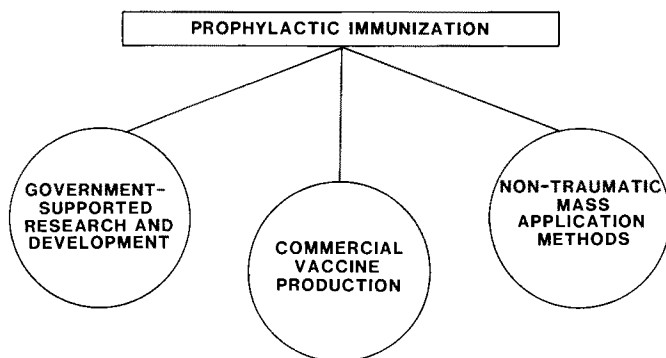 PROPHYLACTIC IMMUNIZATION
GOVERNMENT-
SUPPORTED
RESEARCH AND
DEVELOPMENT
COMMERCIAL
VACCINE
PRODUCTION
NON-TRAUMATIC
MASS
APPLICATION
METHODS